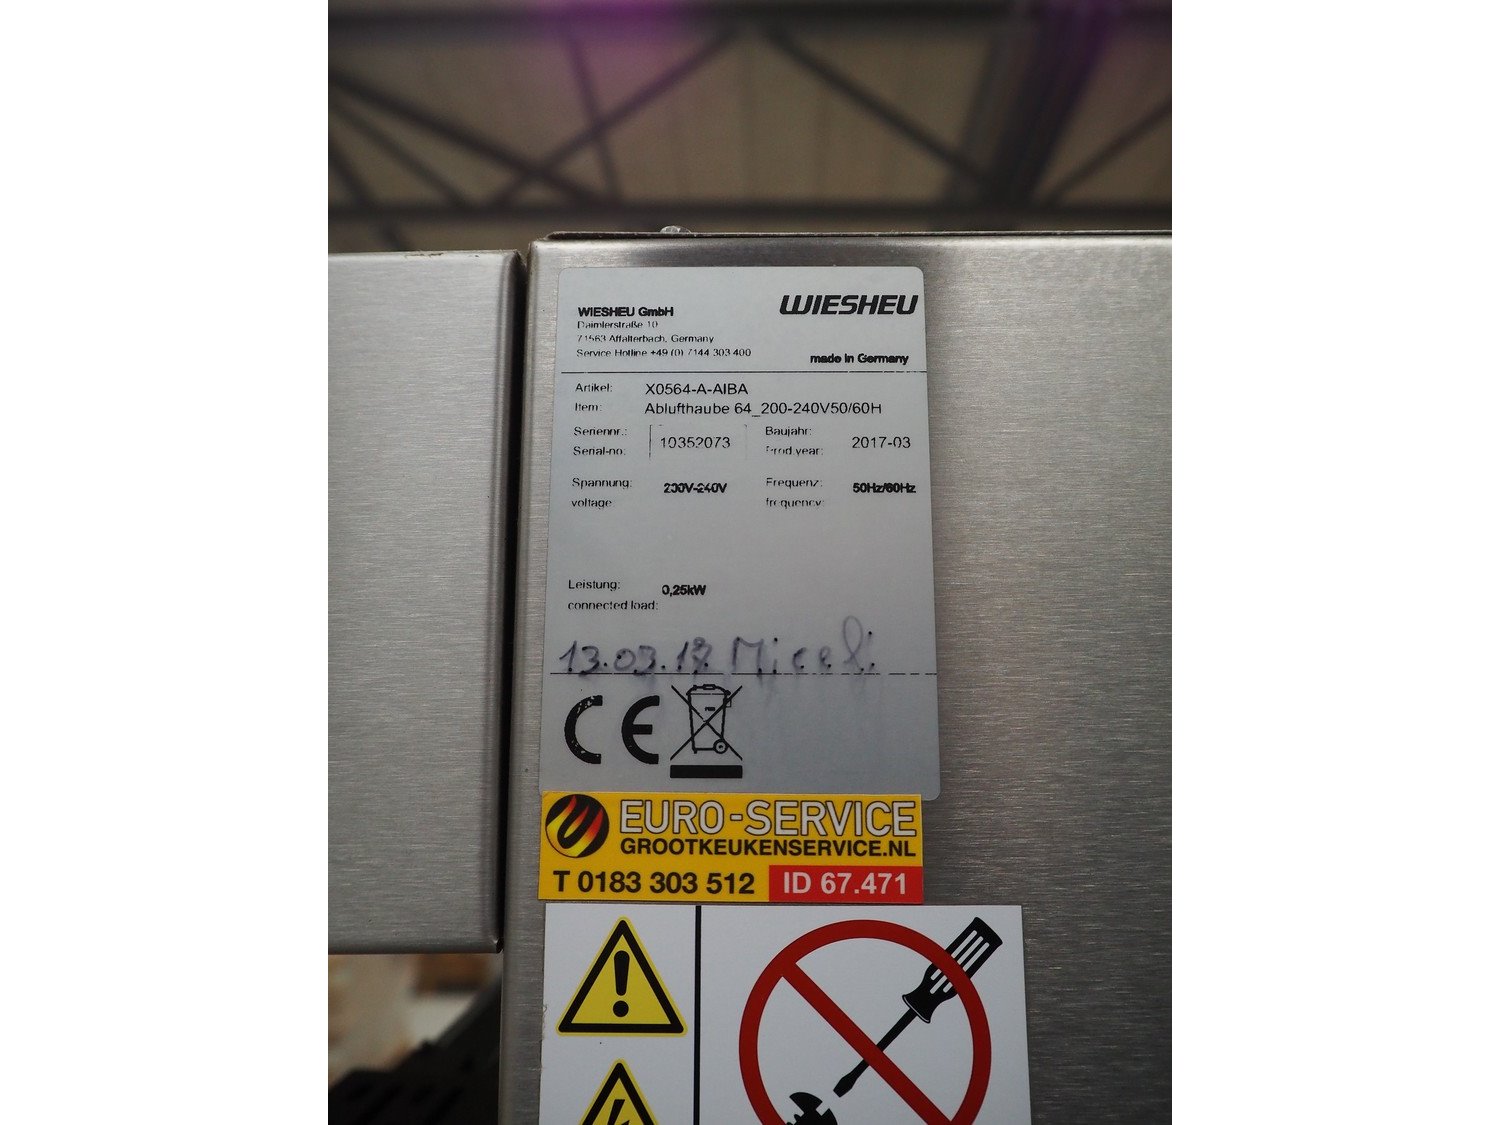 WIESHEU GmbH
Daimlerstraße 10
71563 Affalterbach, Germany
Service Hotline +49 (0) 7144 303 400
WIESHEU
made in Germany
Artikel: X0564-A-AIBA
Item: Ablufthaube 64_200-240V50/60H
Seriennr.: Baujahr:
10352073 2017-03
Serial-no: Prod.year:
Spannung: 200V-240V Frequenz: 50Hz/60Hz
voltage frequency:
Leistung: 0,25kW
connected load:
13.03.17 Miceli
CE
EURO-SERVICE
GROOTKEUKENSERVICE.NL
T 0183 303 512 ID 67.471